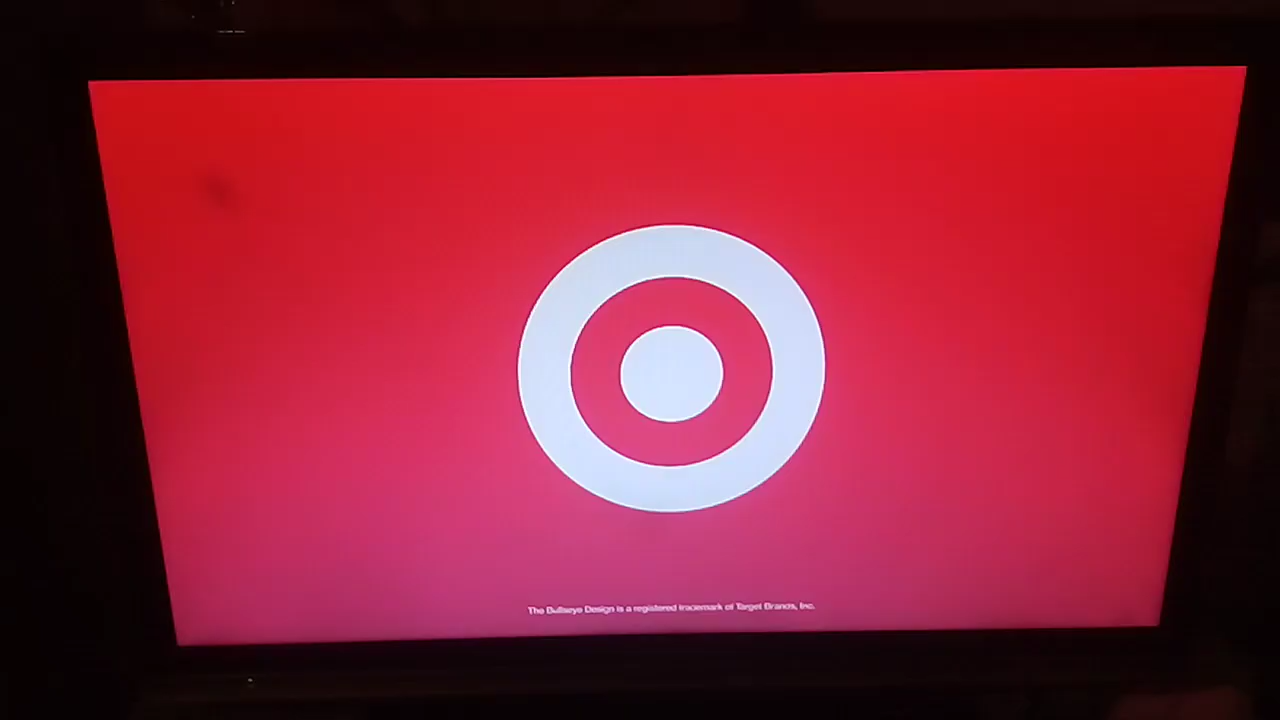 The Bullseye Design is a registered trademark of Target Brands, Inc.